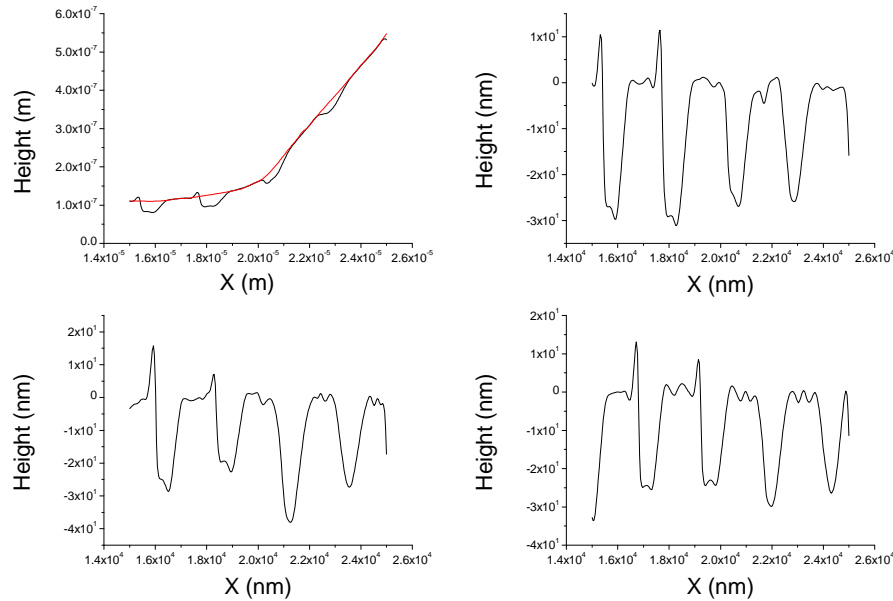 6.0x10⁻⁷
5.0x10⁻⁷
4.0x10⁻⁷
3.0x10⁻⁷
2.0x10⁻⁷
1.0x10⁻⁷
0.0
Height (m)
1.4x10⁻⁵ 1.6x10⁻⁵ 1.8x10⁻⁵ 2.0x10⁻⁵ 2.2x10⁻⁵ 2.4x10⁻⁵ 2.6x10⁻⁵
X (m)
1x10¹
0
-1x10¹
-2x10¹
-3x10¹
Height (nm)
1.4x10⁴ 1.6x10⁴ 1.8x10⁴ 2.0x10⁴ 2.2x10⁴ 2.4x10⁴ 2.6x10⁴
X (nm)
2x10¹
1x10¹
0
-1x10¹
-2x10¹
-3x10¹
-4x10¹
Height (nm)
1.4x10⁴ 1.6x10⁴ 1.8x10⁴ 2.0x10⁴ 2.2x10⁴ 2.4x10⁴ 2.6x10⁴
X (nm)
2x10¹
1x10¹
0
-1x10¹
-2x10¹
-3x10¹
-4x10¹
Height (nm)
1.4x10⁴ 1.6x10⁴ 1.8x10⁴ 2.0x10⁴ 2.2x10⁴ 2.4x10⁴ 2.6x10⁴
X (nm)